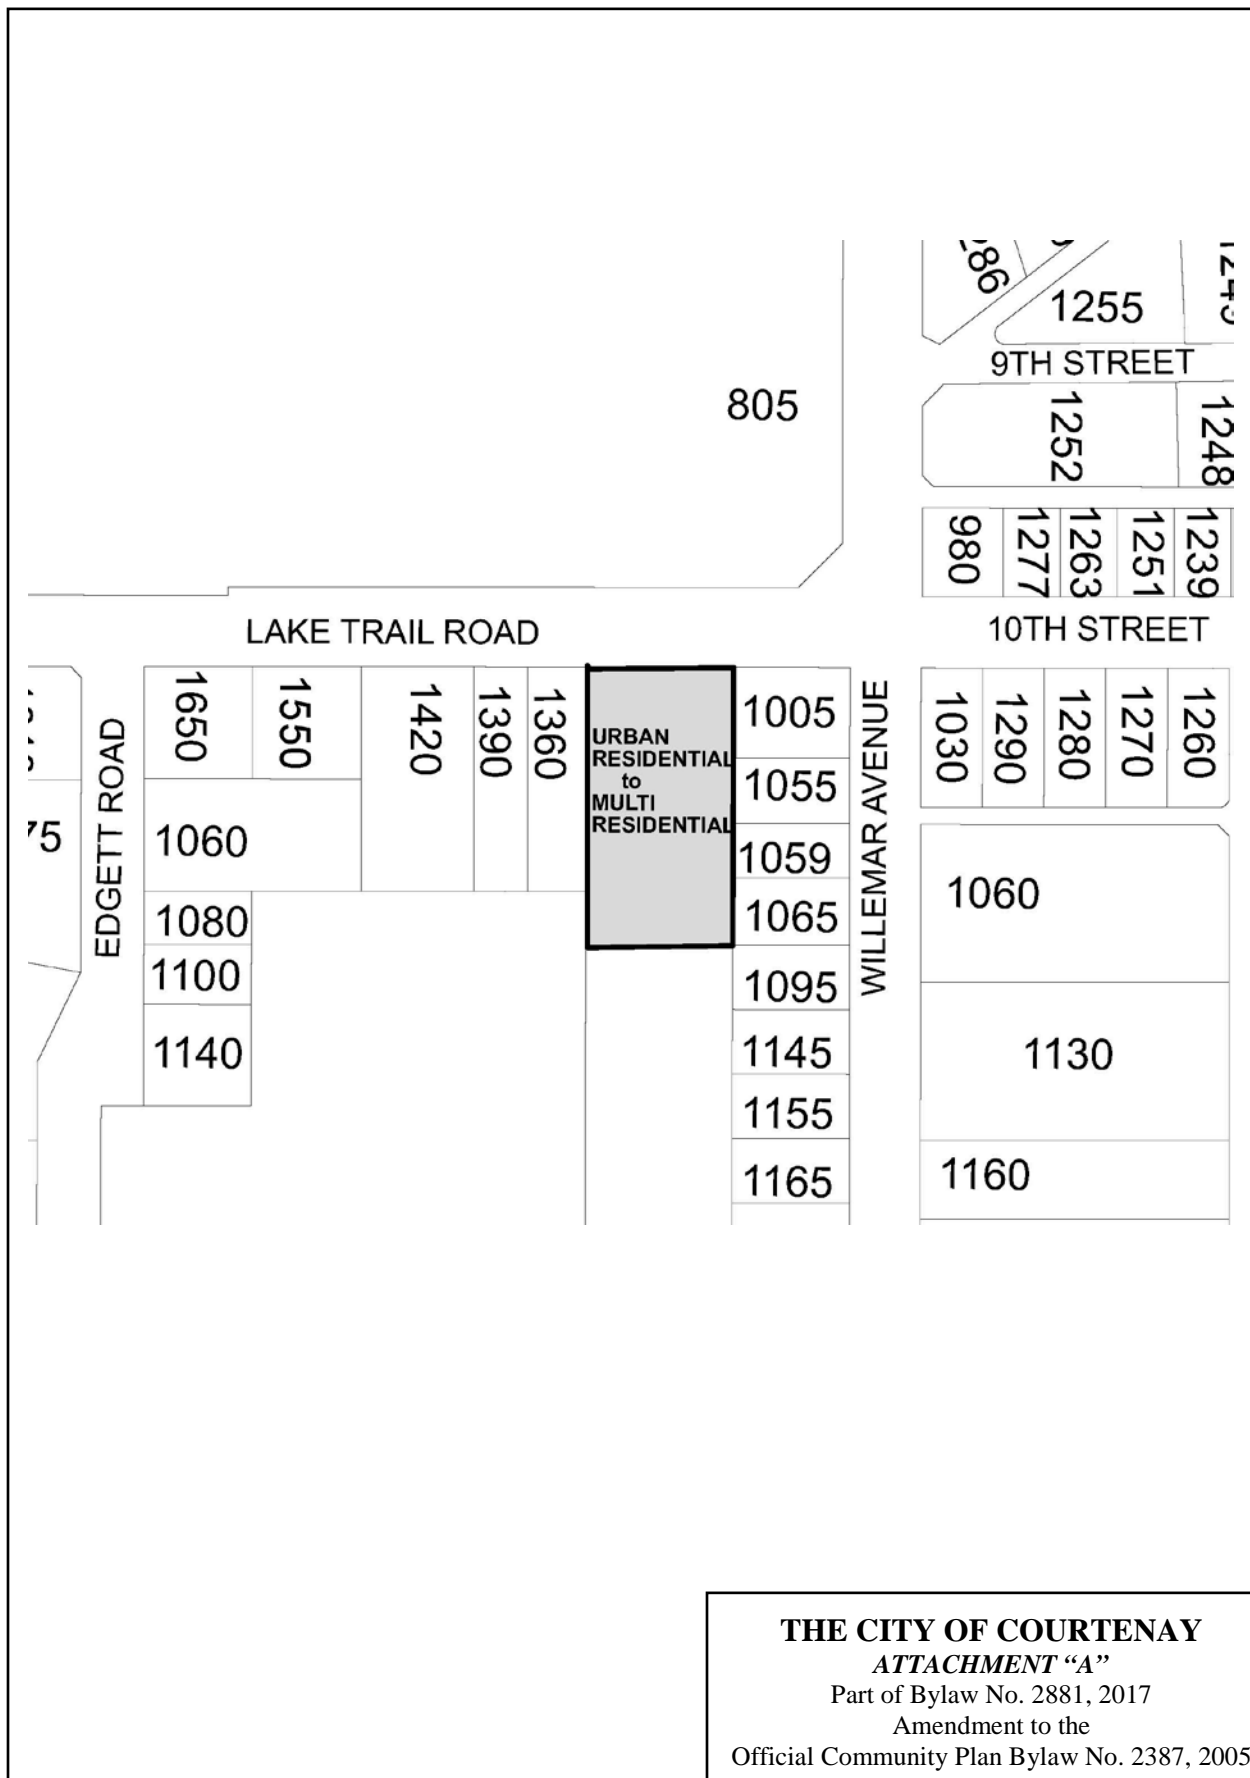 1255
9TH STREET
805
1252
1248
980
1277
1263
1251
1239
LAKE TRAIL ROAD
10TH STREET
1650
1550
1420
1390
1360
URBAN
RESIDENTIAL
to
MULTI
RESIDENTIAL
1005
1055
1059
1065
1095
1145
1155
1165
WILLEMAR AVENUE
1030
1290
1280
1270
1260
EDGETT ROAD
1060
1080
1100
1140
1060
1130
1160
THE CITY OF COURTENAY
ATTACHMENT “A”
Part of Bylaw No. 2881, 2017
Amendment to the
Official Community Plan Bylaw No. 2387, 2005